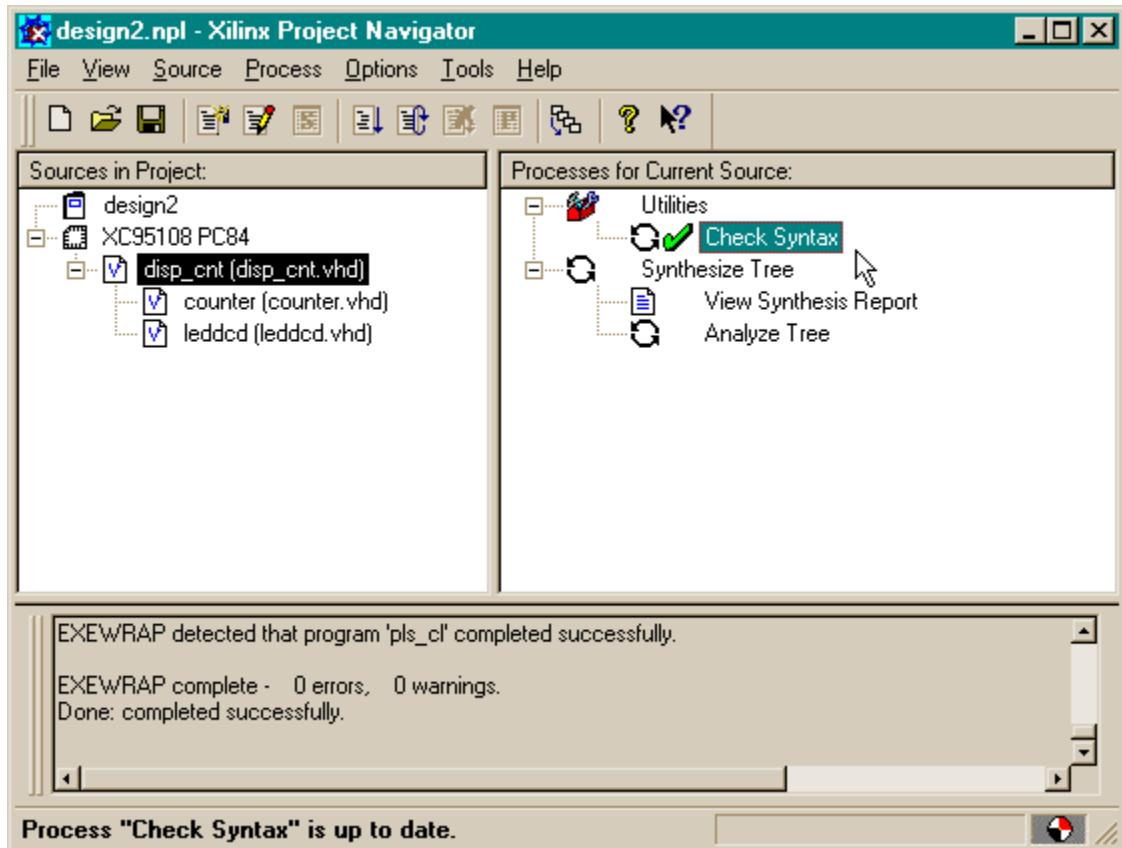 design2.npl - Xilinx Project Navigator
File View Source Process Options Tools Help
Sources in Project:
design2
XC95108 PC84
disp_cnt (disp_cnt.vhd)
counter (counter.vhd)
leddcd (leddcd.vhd)
Processes for Current Source:
Utilities
Check Syntax
Synthesize Tree
View Synthesis Report
Analyze Tree
EXEWRAP detected that program 'pls_cl' completed successfully.
EXEWRAP complete - 0 errors, 0 warnings.
Done: completed successfully.
Process "Check Syntax" is up to date.